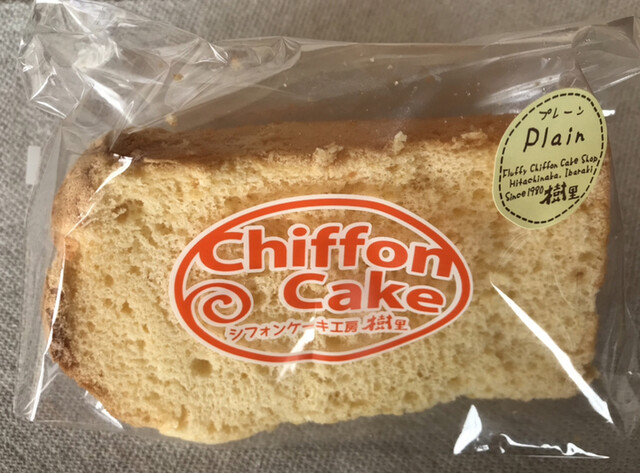 プレーン
Plain
Fluffy Chiffon Cake Shop
Hitachinaka, Ibaraki
Since 1980 樹里
Chiffon
Cake
シフォンケーキ工房 樹里